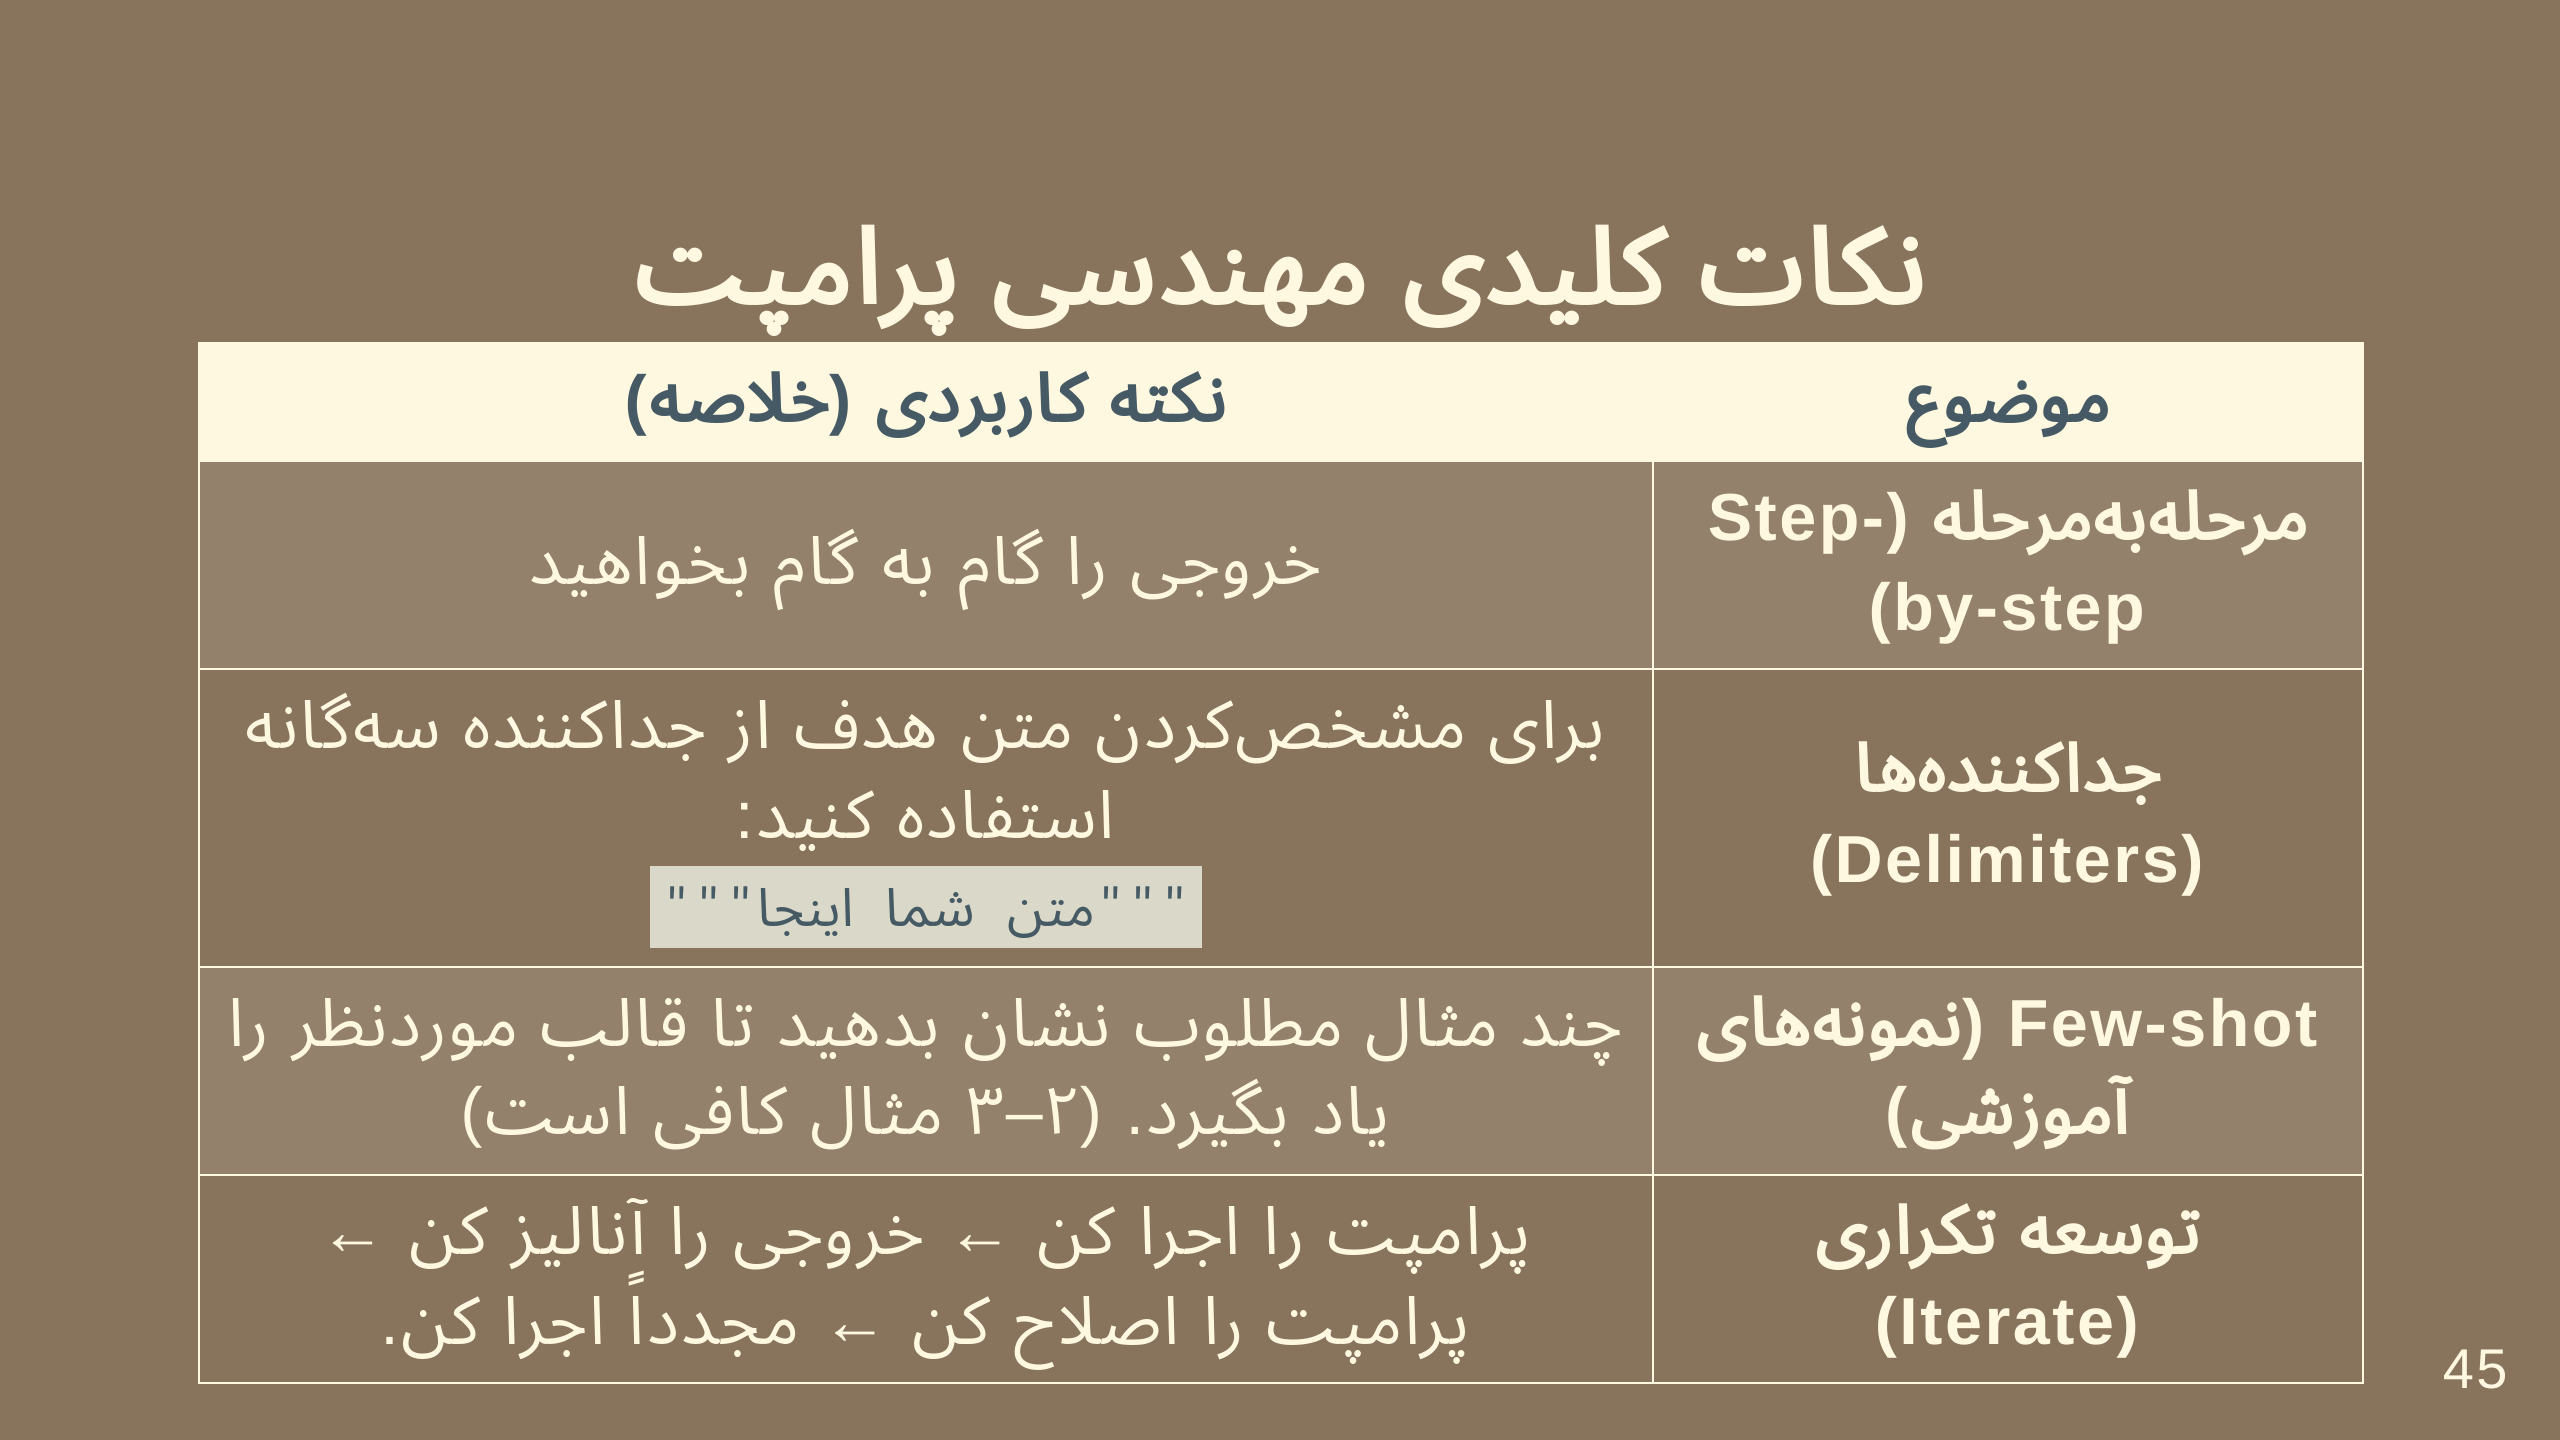 نکات کلیدی مهندسی پرامپت
موضوع
نکته کاربردی (خلاصه)
مرحله‌به‌مرحله (Step-
by-step)
خروجی را گام به گام بخواهید
جداکننده‌ها
(Delimiters)
برای مشخص‌کردن متن هدف از جداکننده سه‌گانه
استفاده کنید:
"""متن شما اینجا"""
Few-shot (نمونه‌های
آموزشی)
چند مثال مطلوب نشان بدهید تا قالب موردنظر را
یاد بگیرد. (۲–۳ مثال کافی است)
توسعه تکراری
(Iterate)
پرامپت را اجرا کن ← خروجی را آنالیز کن ←
پرامپت را اصلاح کن ← مجدداً اجرا کن.
45